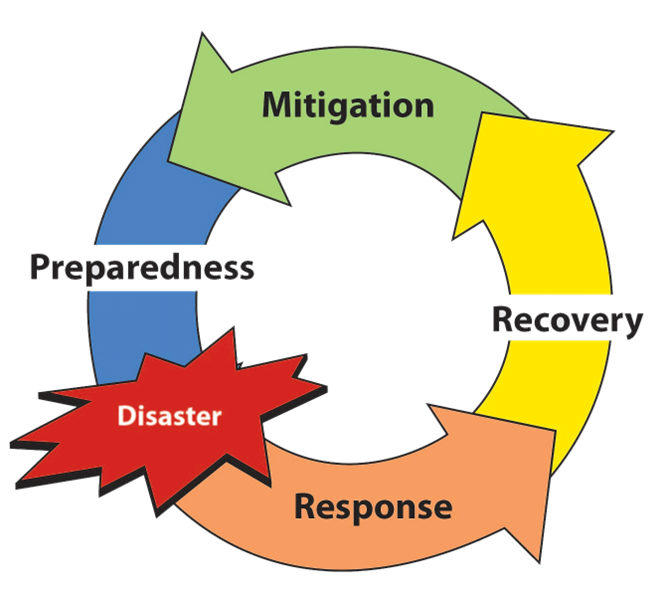 Mitigation
Preparedness
Recovery
Disaster
Response